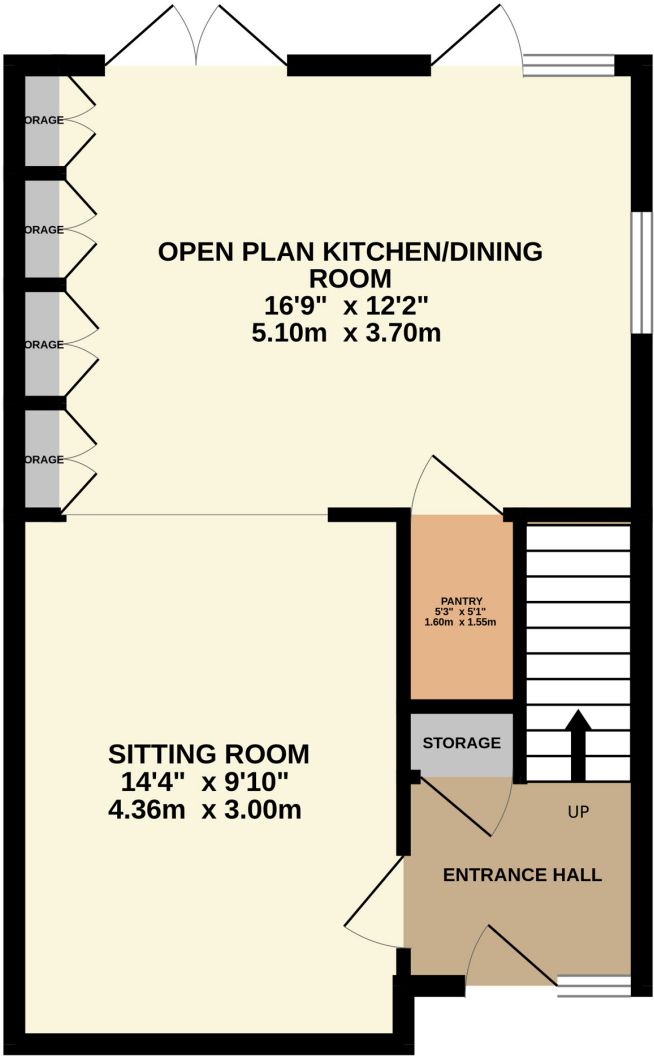 ORAGE
ORAGE
OPEN PLAN KITCHEN/DINING
ROOM
16'9" x 12'2"
5.10m x 3.70m
ORAGE
ORAGE
PANTRY
5'3" x 5'1"
1.60m x 1.55m
STORAGE
SITTING ROOM
14'4" x 9'10"
4.36m x 3.00m
UP
ENTRANCE HALL